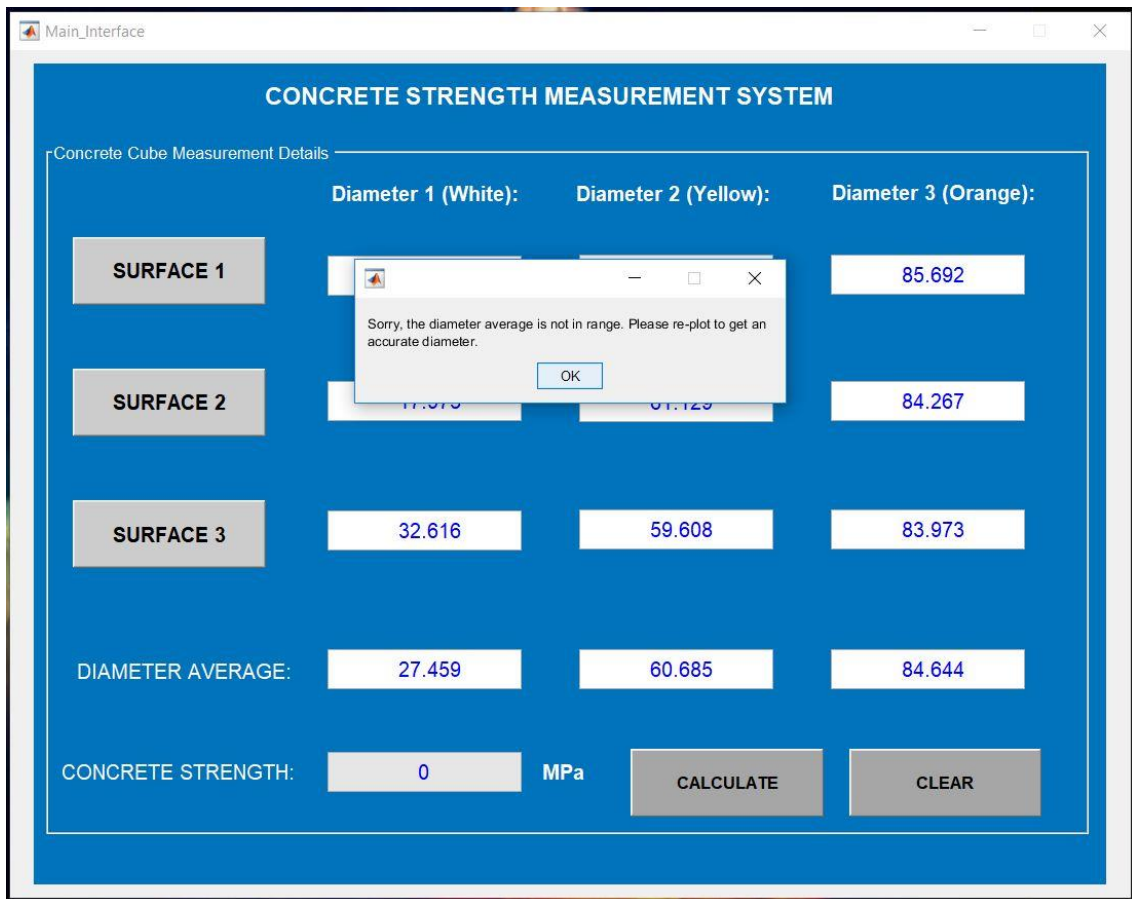 Main_Interface
CONCRETE STRENGTH MEASUREMENT SYSTEM
Concrete Cube Measurement Details
Diameter 1 (White): Diameter 2 (Yellow): Diameter 3 (Orange):
SURFACE 1 85.692
Sorry, the diameter average is not in range. Please re-plot to get an
accurate diameter.
OK
SURFACE 2 61.129 84.267
SURFACE 3 32.616 59.608 83.973
DIAMETER AVERAGE: 27.459 60.685 84.644
CONCRETE STRENGTH: 0 MPa CALCULATE CLEAR